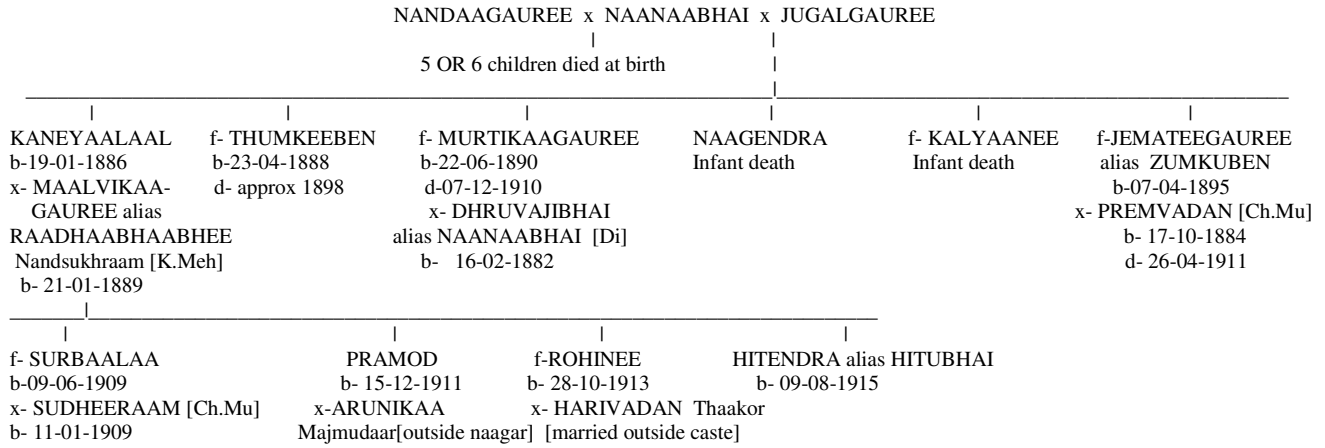 NANDAAGAUREE x NAANAABHAI x JUGALGAUREE
5 OR 6 children died at birth
KANEYAALAAL f- THUMKEEBEN f- MURTIKAAGAUREE NAAGENDRA f- KALYAANEE f-JEMATEEGAUREE
b-19-01-1886 b-23-04-1888 b-22-06-1890 Infant death Infant death alias ZUMKUBEN
x- MAALVIKAA- d- approx 1898 d-07-12-1910 b-07-04-1895
GAUREE alias x- DHRUVAJIBHAI x- PREMVADAN [Ch.Mu]
RAADHAABHAABHEE alias NAANAABHAI [Di] b- 17-10-1884
Nandsukhraam [K.Meh] b- 16-02-1882 d- 26-04-1911
b- 21-01-1889
f- SURBAALAA PRAMOD f-ROHINEE HITENDRA alias HITUBHAI
b-09-06-1909 b- 15-12-1911 b- 28-10-1913 b- 09-08-1915
x- SUDHEERAAM [Ch.Mu] x-ARUNIKAA x- HARIVADAN Thaakor
b- 11-01-1909 Majmudaar[outside naagar] [married outside caste]